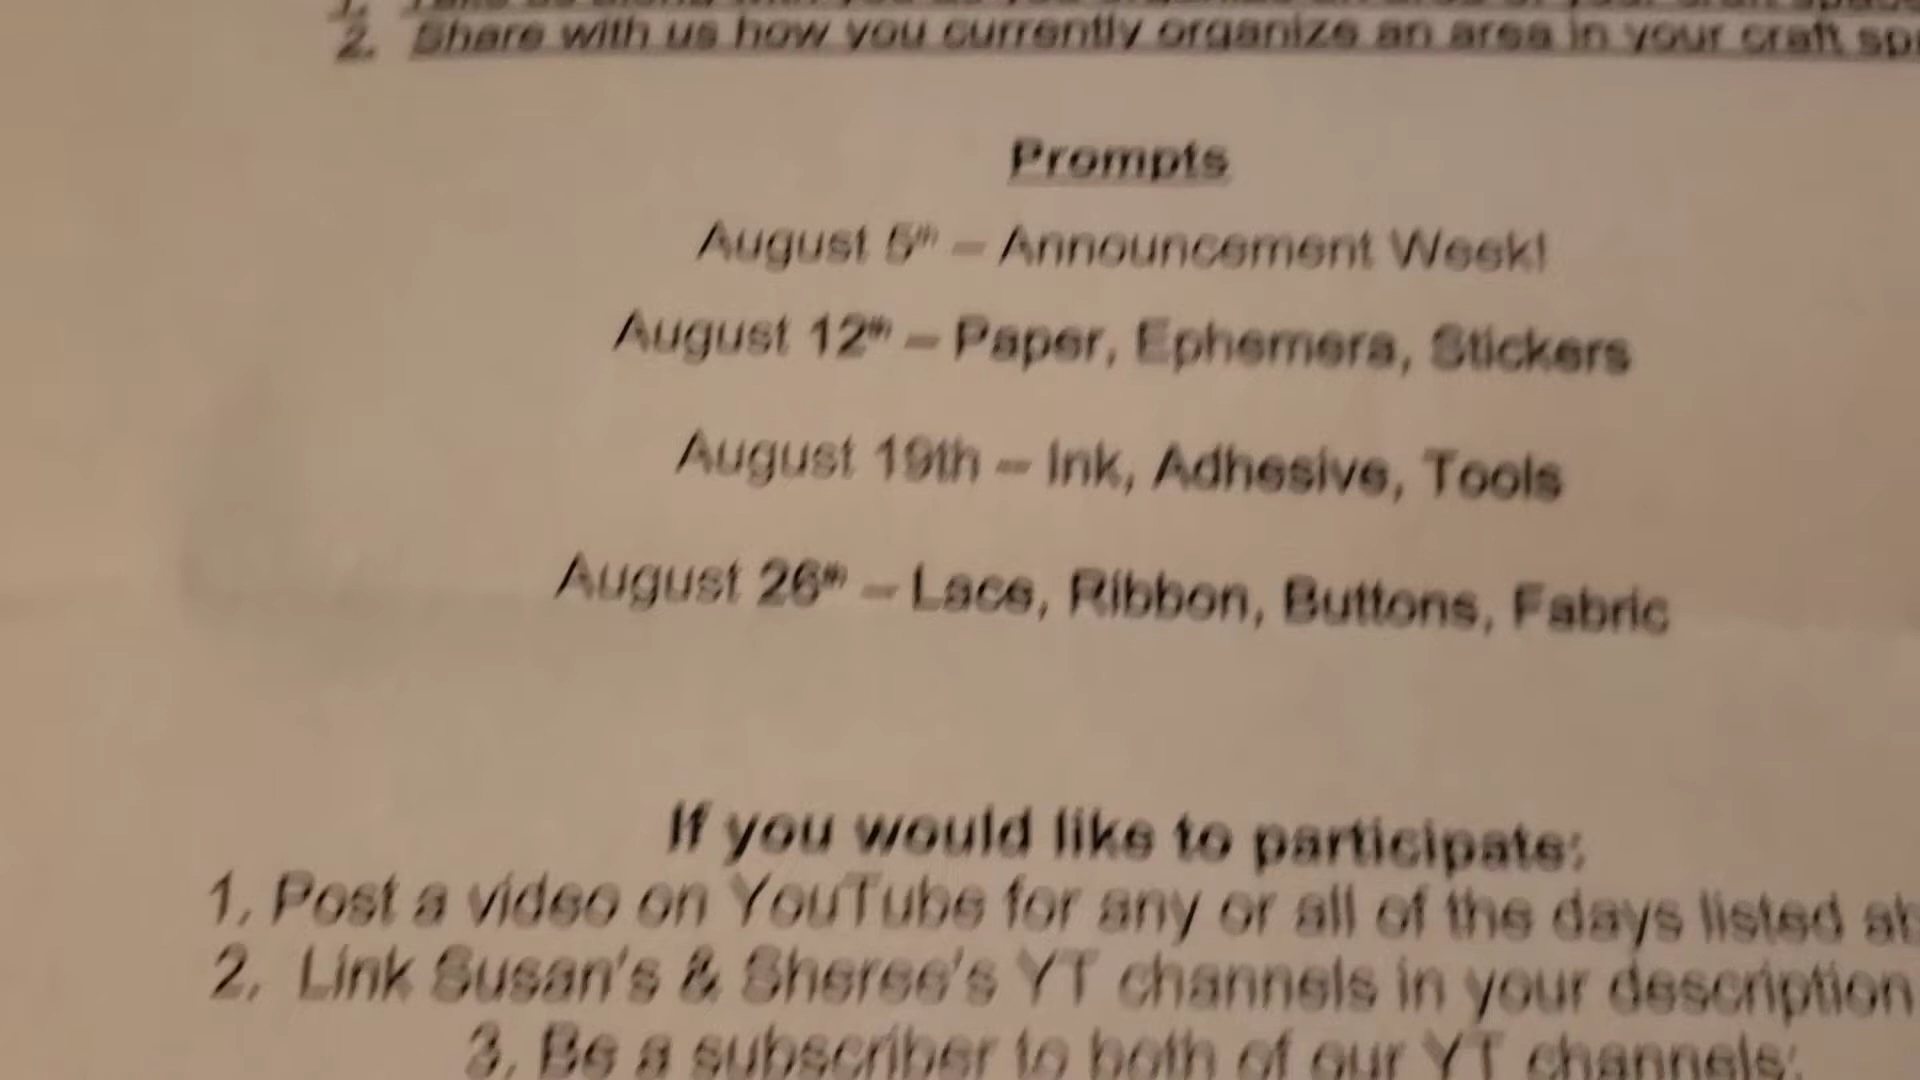 2. Share with us how you currently organize an area in your craft
Prompts
August 5th – Announcement Week!
August 12th – Paper, Ephemera, Stickers
August 19th – Ink, Adhesive, Tools
August 26th – Lace, Ribbon, Buttons, Fabric
If you would like to participate:
1. Post a video on YouTube for any or all of the days listed
2. Link Susan's & Sheree's YT channels in your description
3. Be a subscriber to both of our YT channels: